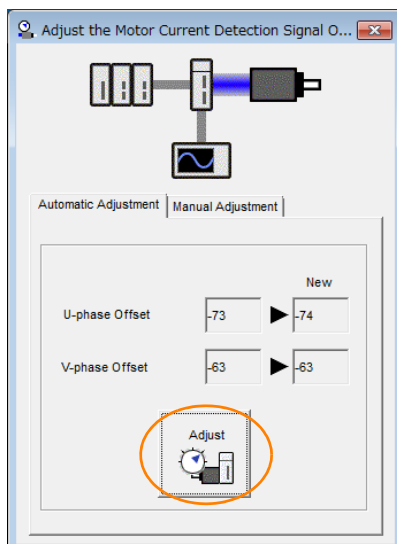 Adjust the Motor Current Detection Signal O...
Automatic Adjustment Manual Adjustment
New
U-phase Offset -73 -74
V-phase Offset -63 -63
Adjust